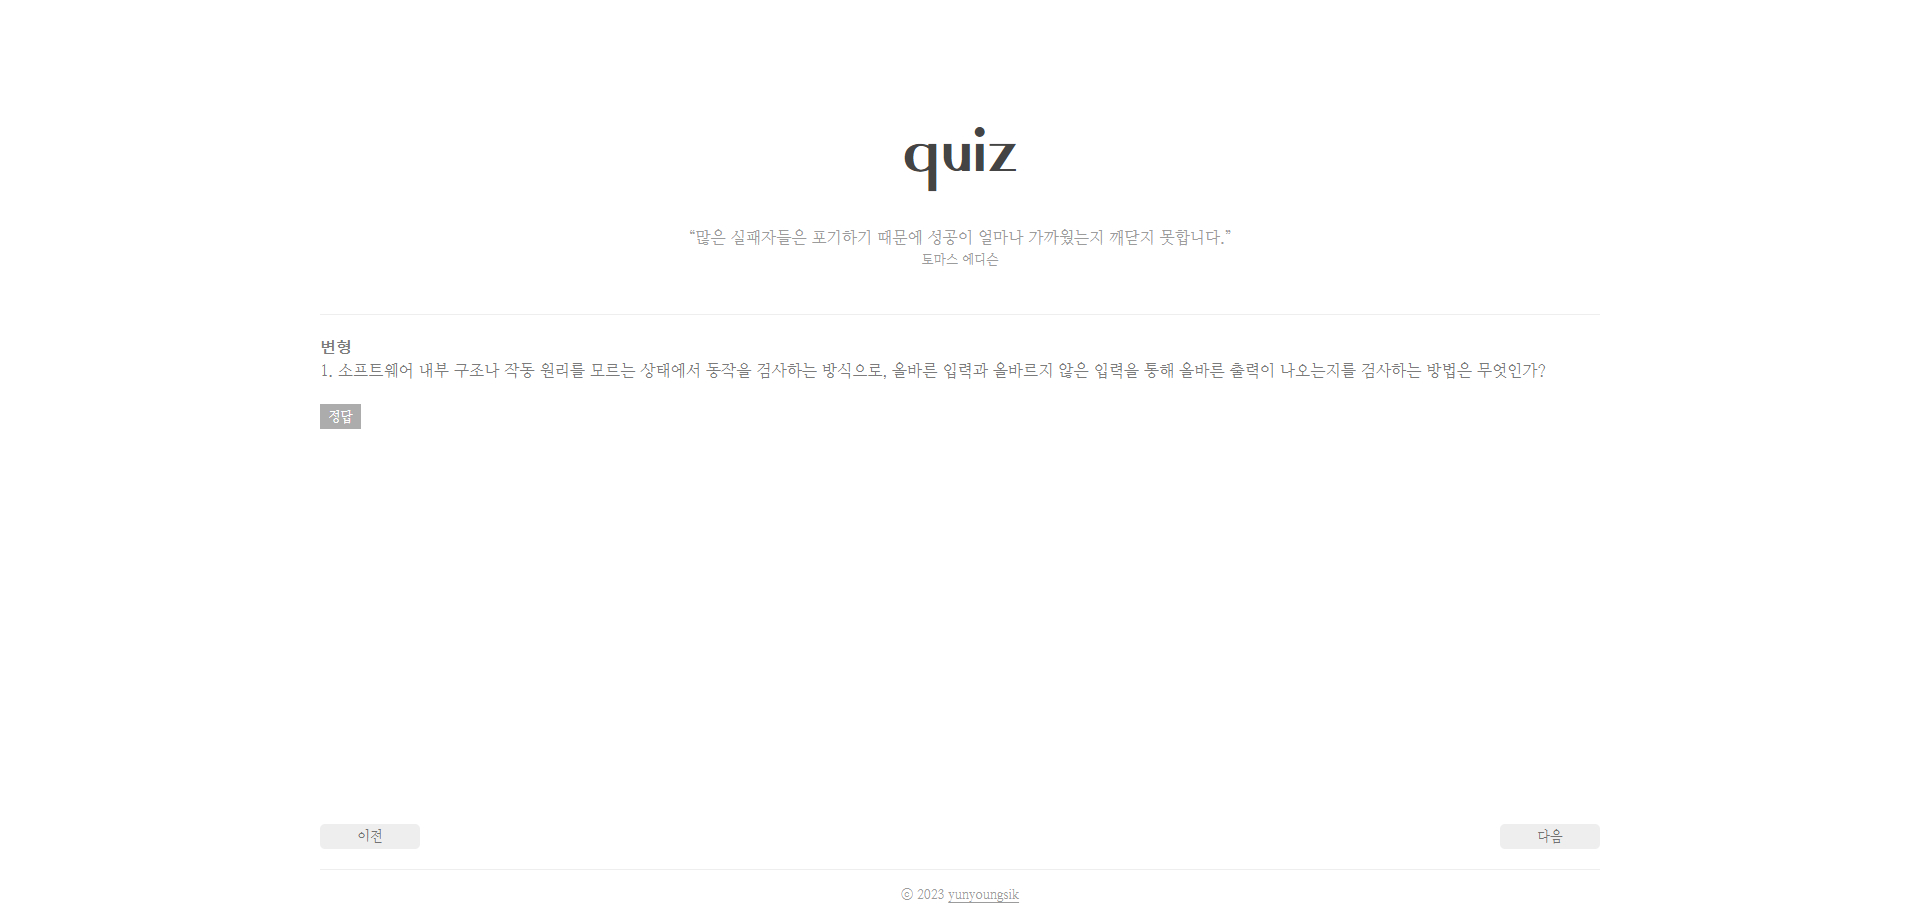 quiz
“많은 실패자들은 포기하기 때문에 성공이 얼마나 가까웠는지 깨닫지 못합니다.”
토마스 에디슨
변형
1. 소프트웨어 내부 구조나 작동 원리를 모르는 상태에서 동작을 검사하는 방식으로, 올바른 입력과 올바르지 않은 입력을 통해 올바른 출력이 나오는지를 검사하는 방법은 무엇인가?
정답
이전
다음
ⓒ 2023 yunyoungsik